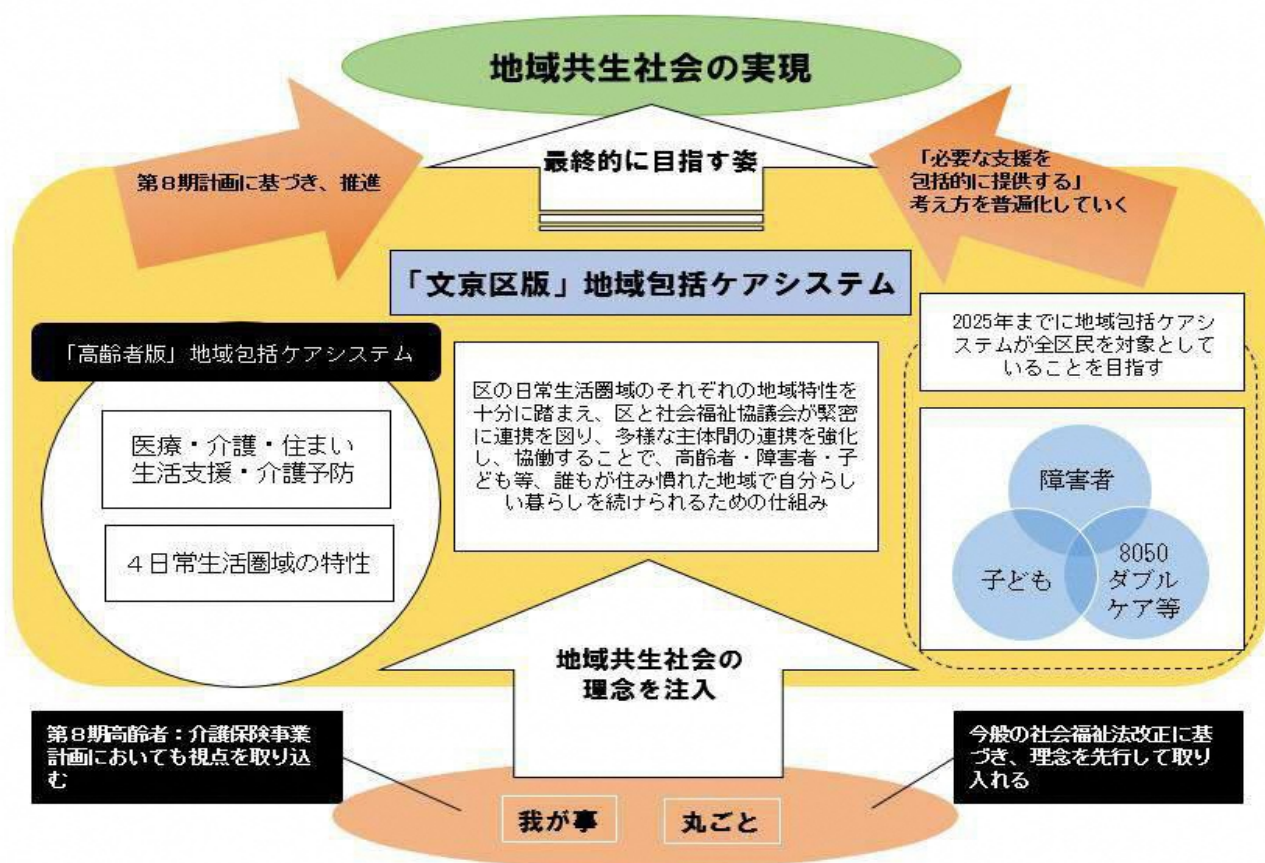 地域共生社会の実現
最終的に目指す姿
第8期計画に基づき、推進
「必要な支援を
包括的に提供する」
考え方を普遍化していく
「文京区版」地域包括ケアシステム
「高齢者版」地域包括ケアシステム
医療・介護・住まい
生活支援・介護予防
4日常生活圏域の特性
区の日常生活圏域のそれぞれの地域特性を
十分に踏まえ、区と社会福祉協議会が緊密
に連携を図り、多様な主体間の連携を強化
し、協働することで、高齢者・障害者・子
ども等、誰もが住み慣れた地域で自分らし
い暮らしを続けられるための仕組み
2025年までに地域包括ケアシ
ステムが全区民を対象として
いることを目指す
障害者
子ども
8050
ダブル
ケア等
地域共生社会の
理念を注入
第8期高齢者：介護保険事業
計画においても視点を取り込
む
今般の社会福祉法改正に基
づき、理念を先行して取り
入れる
我が事
丸ごと